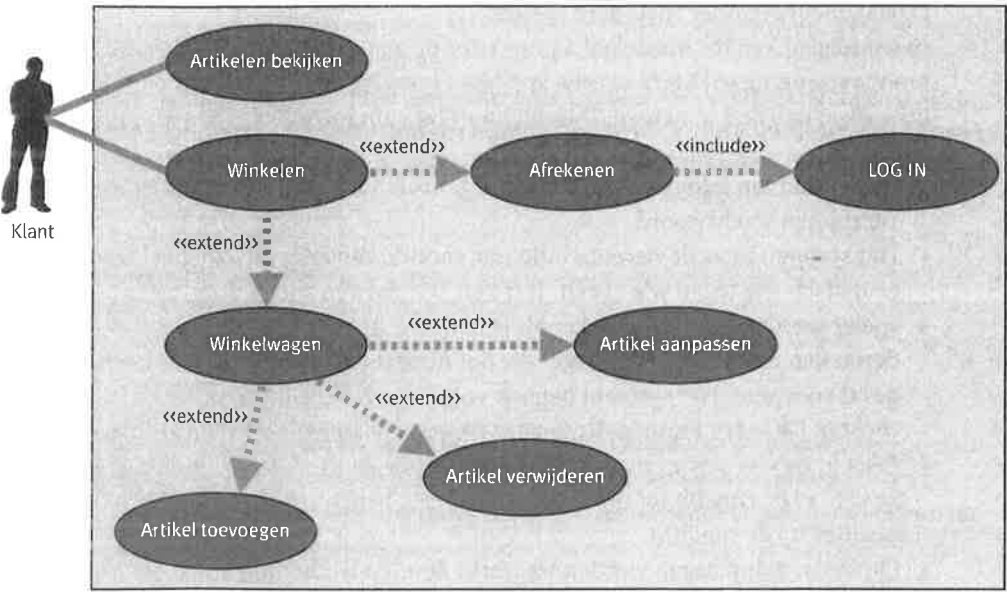 Artikelen bekijken
Winkelen
‹‹extend››
Afrekenen
‹‹include››
LOG IN
Klant
‹‹extend››
Winkelwagen
‹‹extend››
Artikel aanpassen
‹‹extend››
‹‹extend››
Artikel verwijderen
Artikel toevoegen